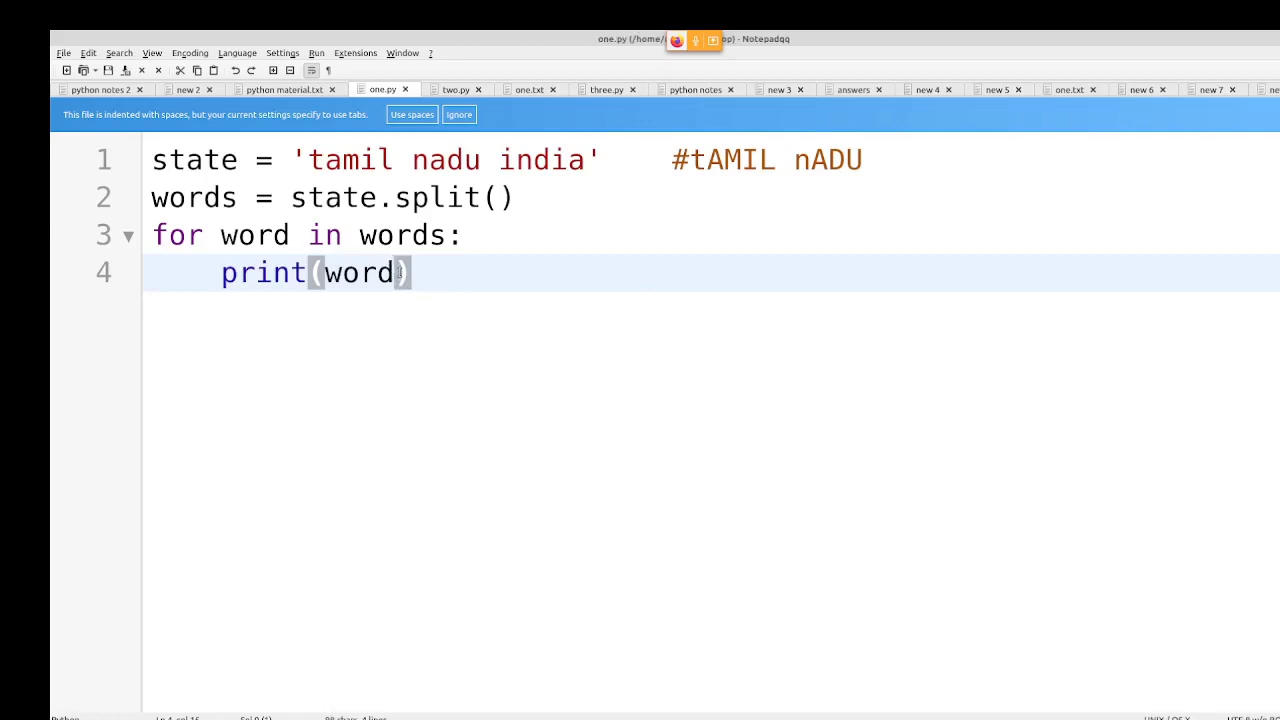 one.py (/home/ op) - Notepadqq
File Edit Search View Encoding Language Settings Run Extensions Window ?
python notes 2 new 2 python material.txt one.py two.py one.txt three.py python notes new 3 answers new 4 new 5 one.txt new 6 new 7
This file is indented with spaces, but your current settings specify to use tabs. Use spaces Ignore
1 state = 'tamil nadu india' #tAMIL nADU
2 words = state.split()
3 for word in words:
4 print(word)